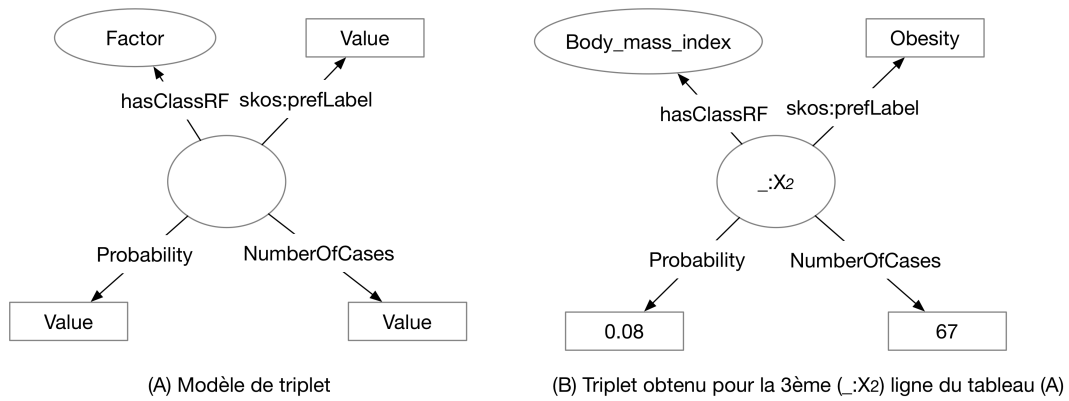 Factor
Value
hasClassRF
skos:prefLabel
Probability
NumberOfCases
Value
Value
(A) Modèle de triplet
Body_mass_index
Obesity
hasClassRF
skos:prefLabel
_:X2
Probability
NumberOfCases
0.08
67
(B) Triplet obtenu pour la 3ème (_:X2) ligne du tableau (A)